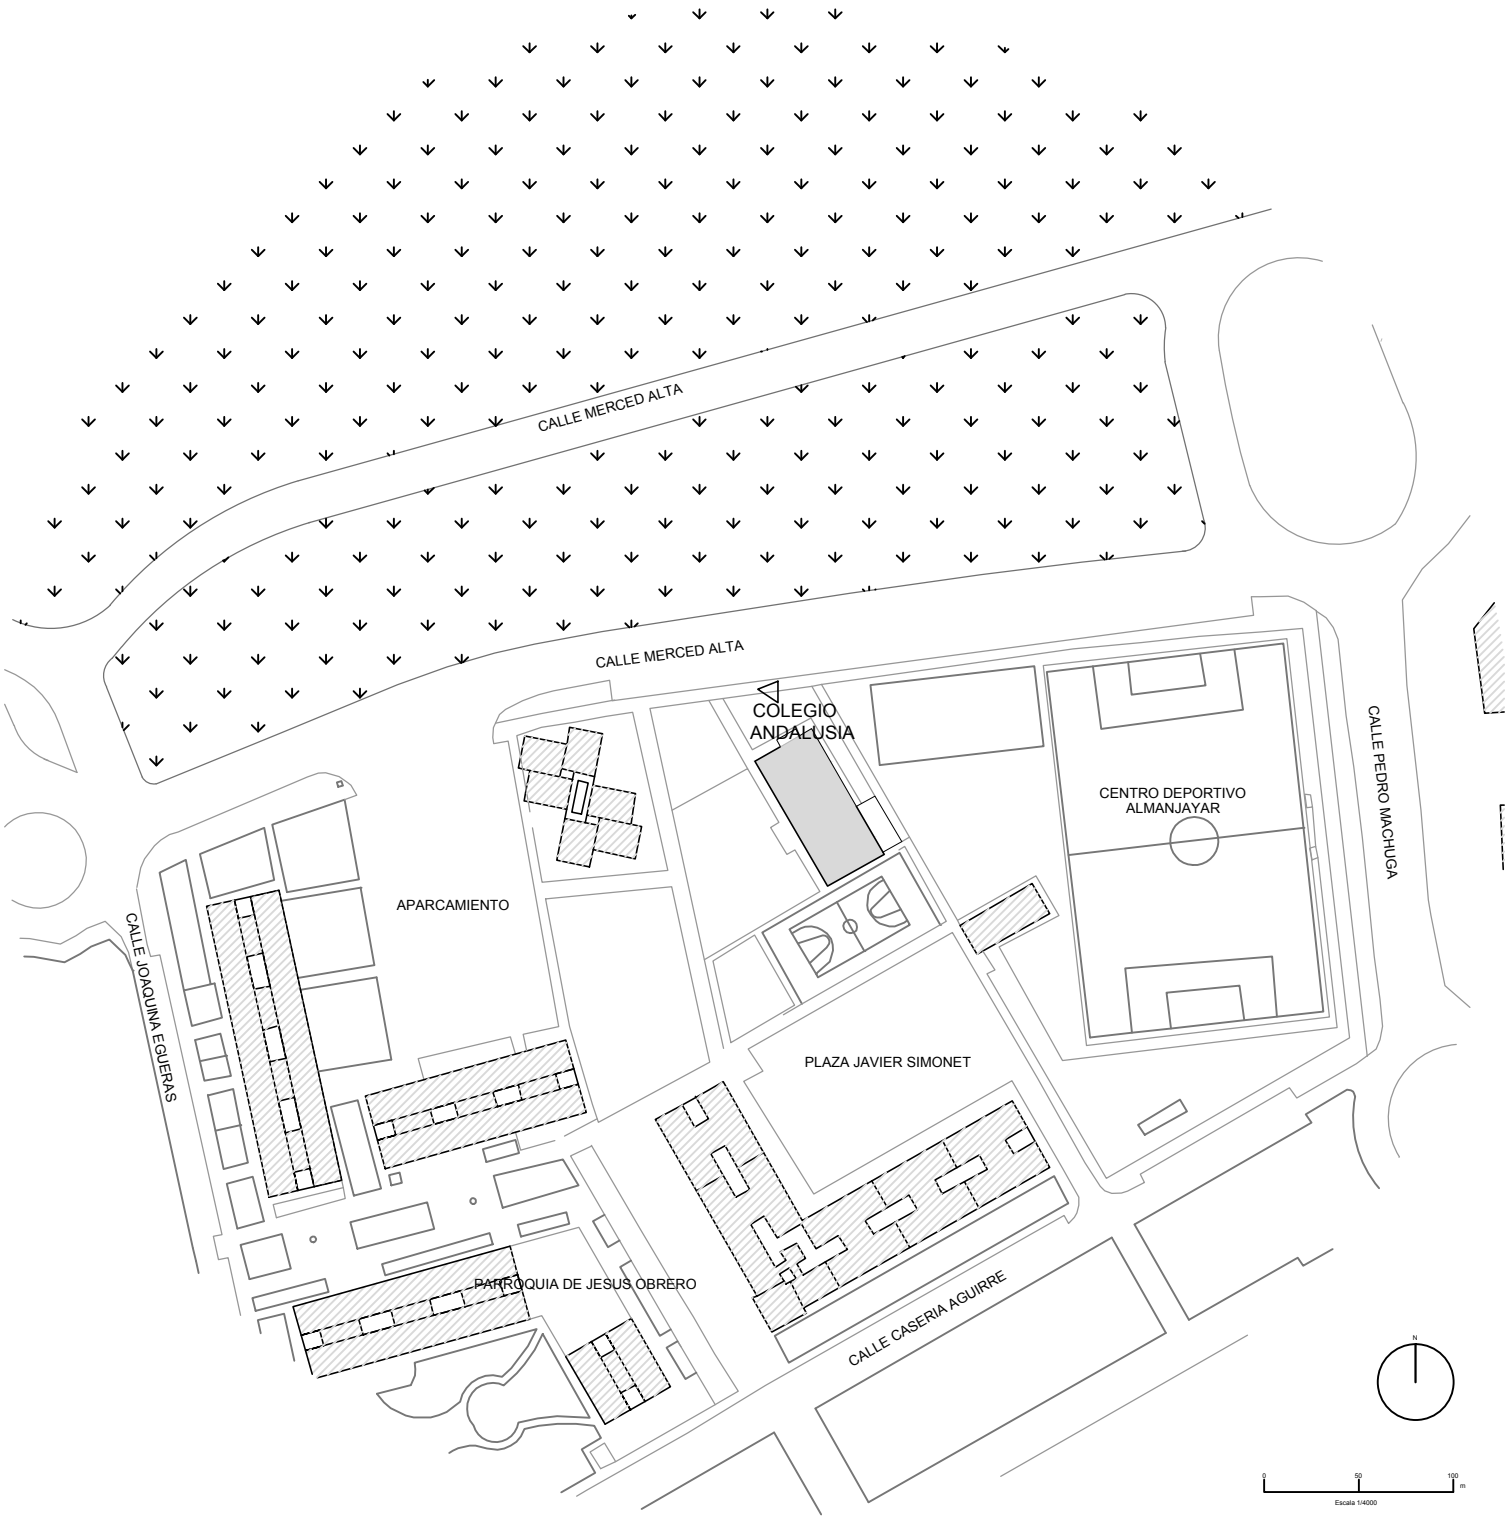 CALLE MERCED ALTA
CALLE MERCED ALTA
COLEGIO
ANDALUSIA
CENTRO DEPORTIVO
ALMANJAYAR
CALLE PEDRO MACHUGA
APARCAMIENTO
CALLE JOAQUINA EGUERAS
PLAZA JAVIER SIMONET
PARROQUIA DE JESUS OBRERO
CALLE CASERIA AGUIRRE
N
0 50 100
m
Escala 1/4000